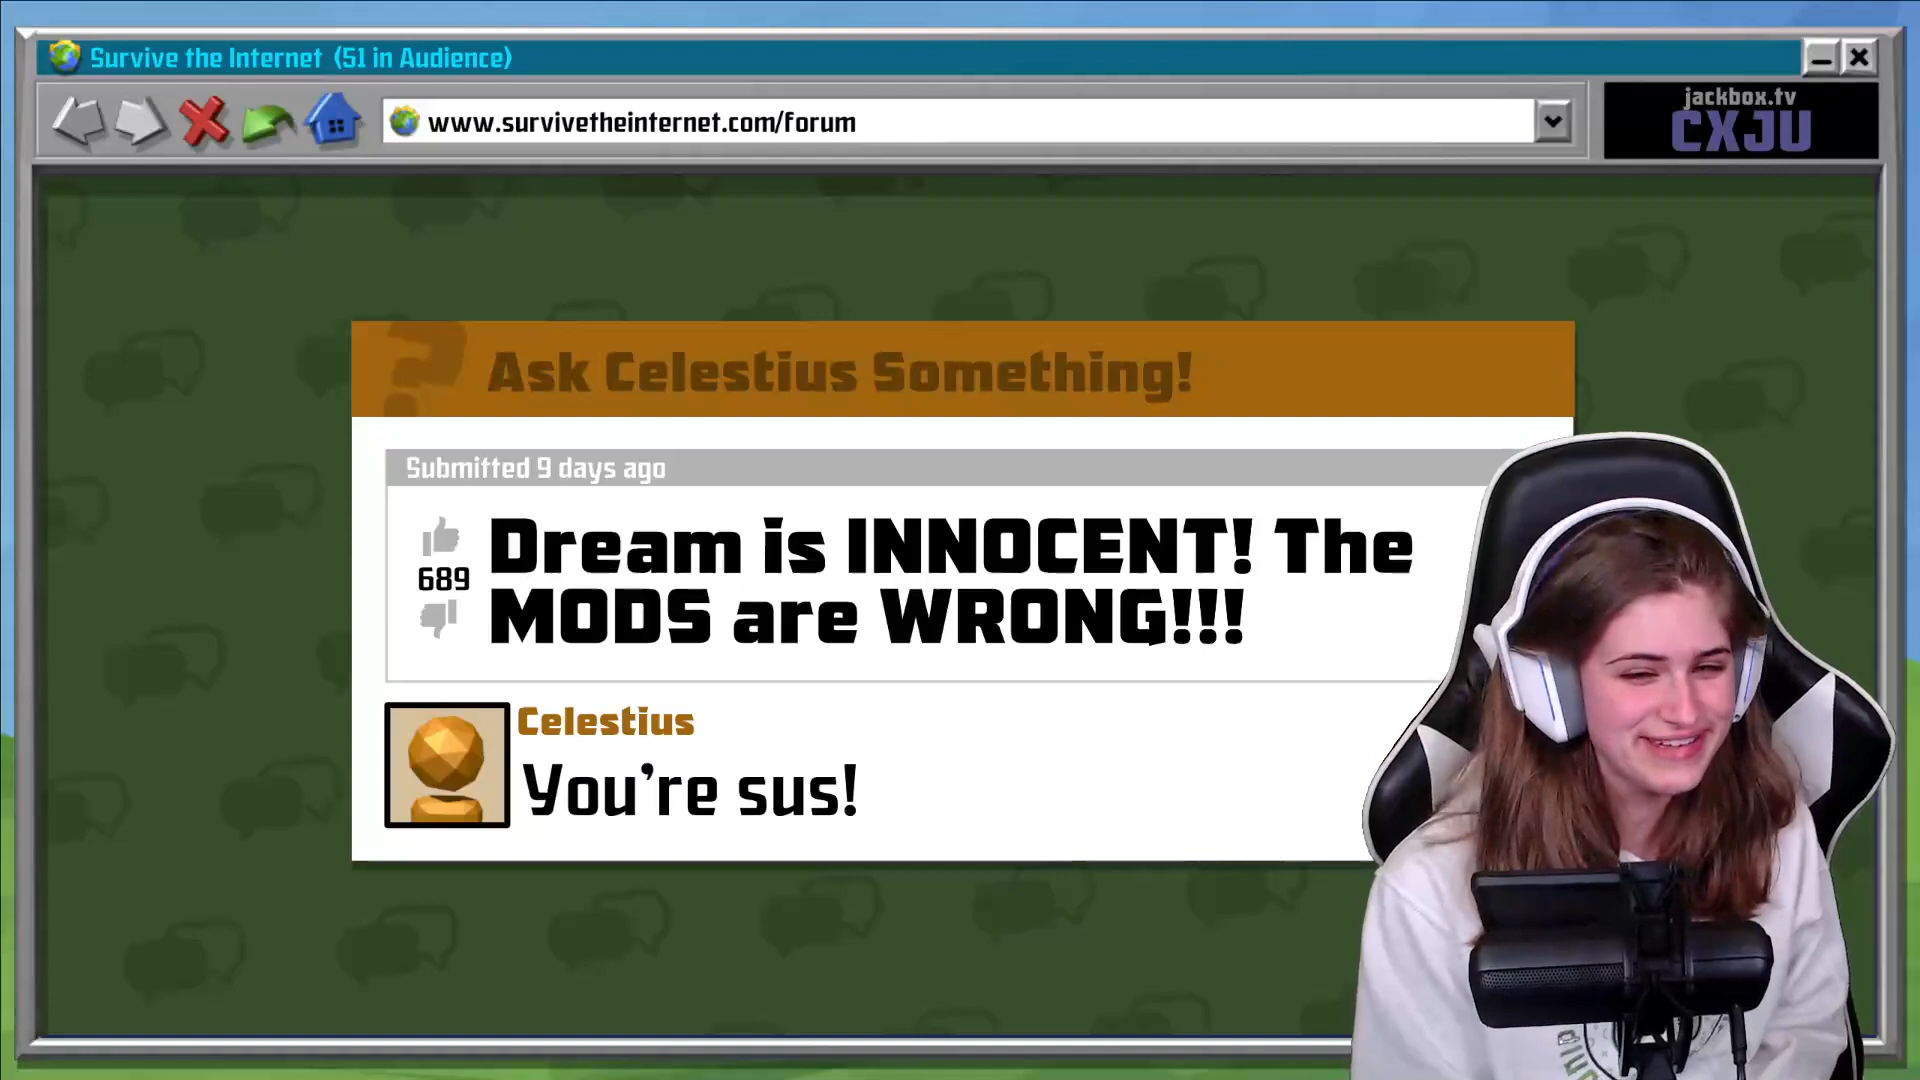 Survive the Internet (51 in Audience)
www.survivetheinternet.com/forum
jackbox.tv
CXJU
Ask Celestius Something!
Submitted 9 days ago
689
Dream is INNOCENT! The
MODS are WRONG!!!
Celestius
You're sus!